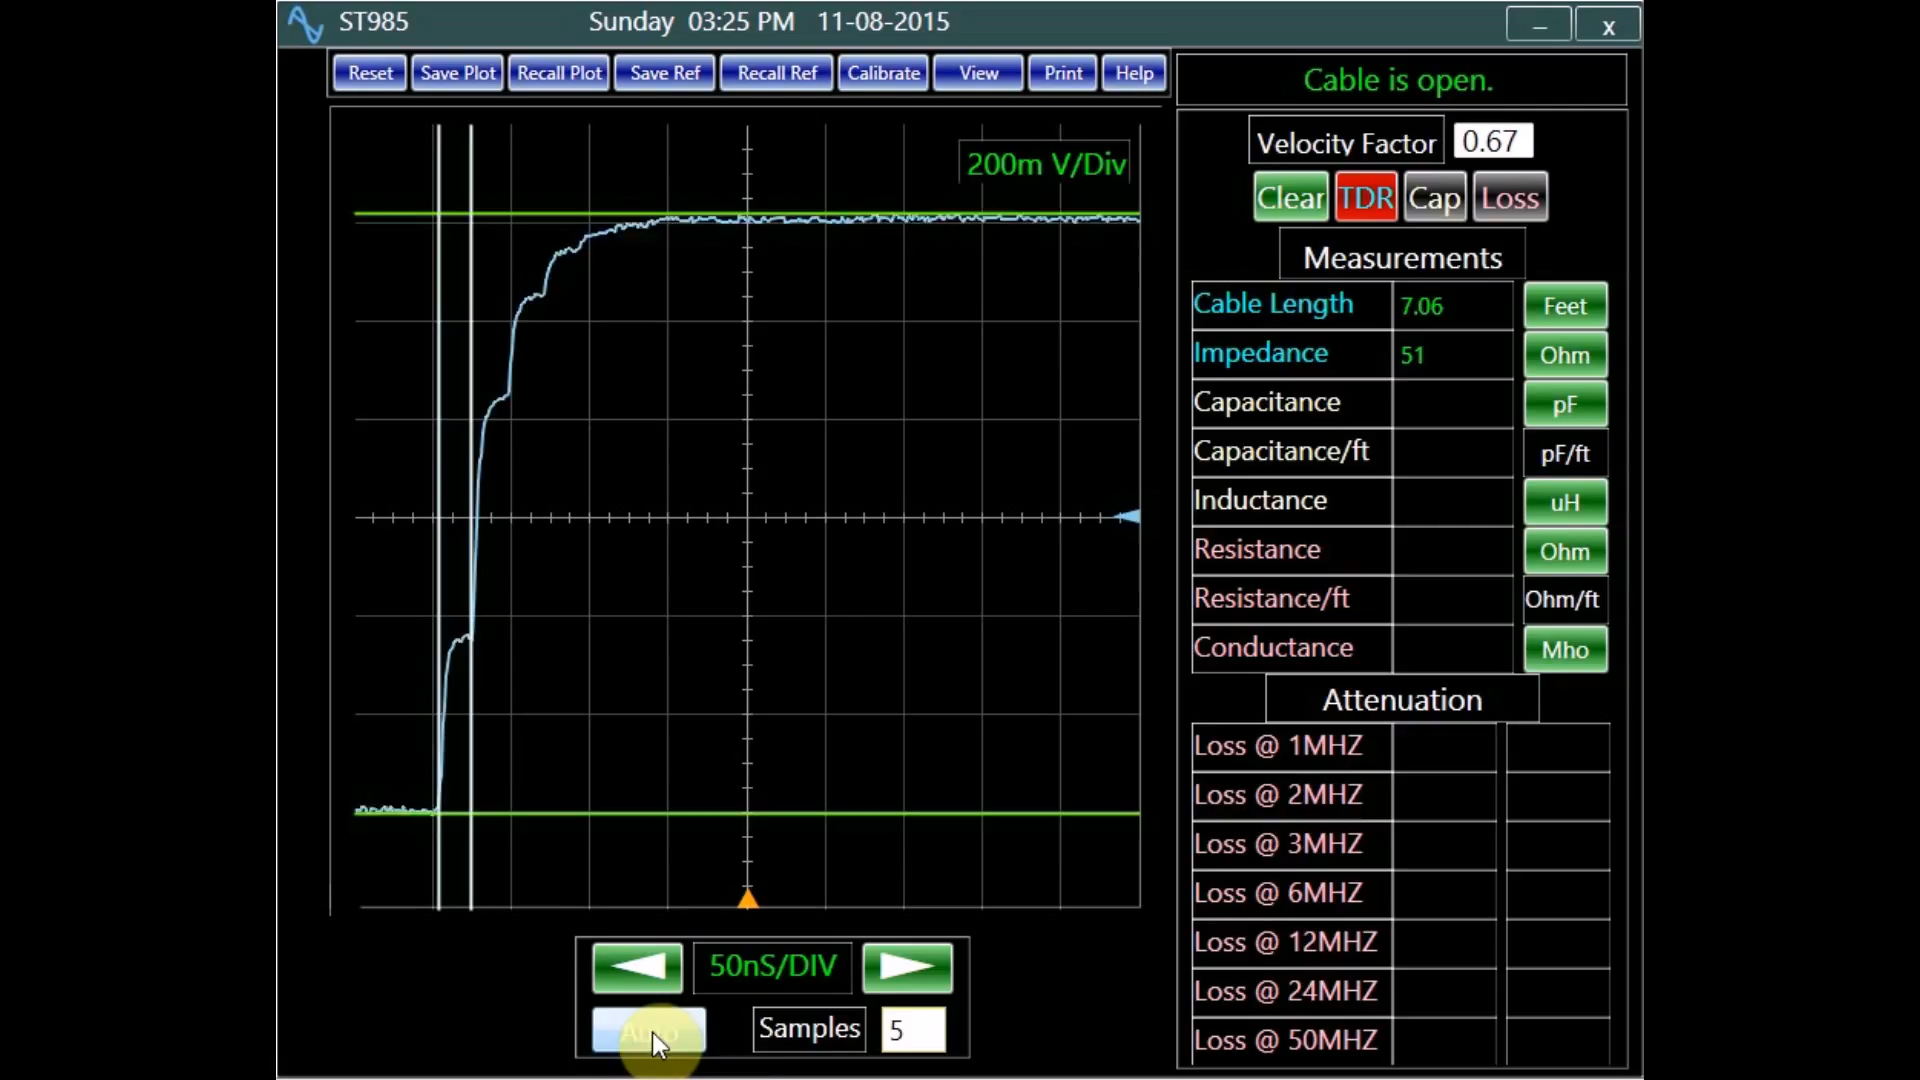 ST985 Sunday 03:25 PM 11-08-2015 _ x
Reset Save Plot Recall Plot Save Ref Recall Ref Calibrate View Print Help
Cable is open.
200m V/Div
Velocity Factor 0.67
Clear TDR Cap Loss
Measurements
Cable Length 7.06 Feet
Impedance 51 Ohm
Capacitance pF
Capacitance/ft pF/ft
Inductance uH
Resistance Ohm
Resistance/ft Ohm/ft
Conductance Mho
Attenuation
Loss @ 1MHZ
Loss @ 2MHZ
Loss @ 3MHZ
Loss @ 6MHZ
Loss @ 12MHZ
Loss @ 24MHZ
Loss @ 50MHZ
50nS/DIV
Auto Samples 5